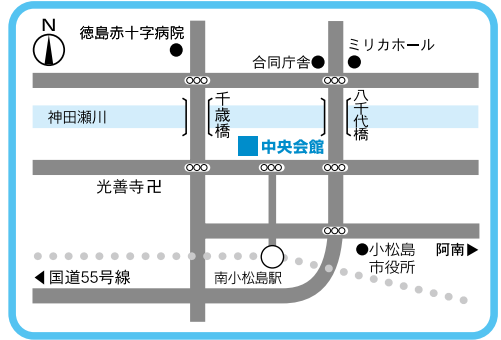 N
徳島赤十字病院
ミリカホール
合同庁舎
神田瀬川
千歳橋
八千代橋
中央会館
光善寺卍
小松島
市役所
阿南▶
◀国道55号線
南小松島駅